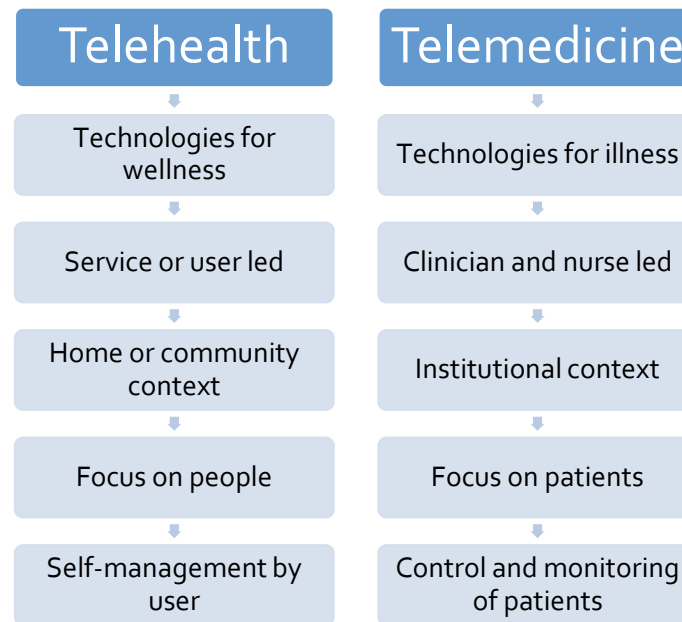 Telehealth
Technologies for
wellness
Service or user led
Home or community
context
Focus on people
Self-management by
user
Telemedicine
Technologies for illness
Clinician and nurse led
Institutional context
Focus on patients
Control and monitoring
of patients